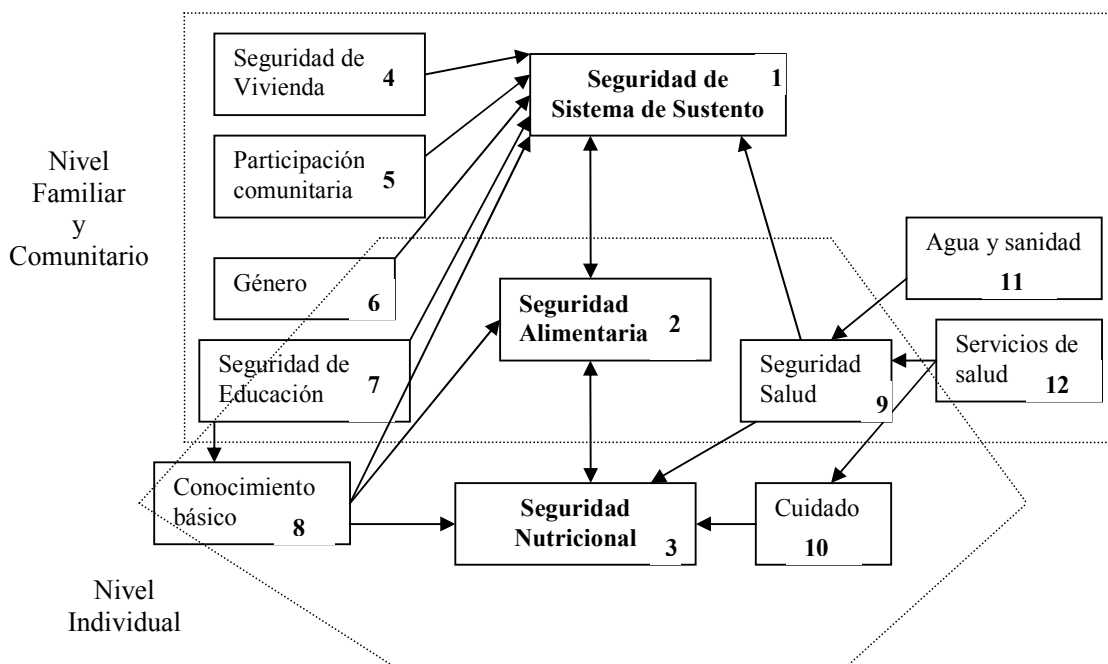 Seguridad de
Vivienda 4
Seguridad de 1
Sistema de Sustento
Participación
comunitaria 5
Nivel
Familiar
y
Comunitario
Género
6
Agua y sanidad
11
Seguridad
Alimentaria 2
Seguridad de
Educación 7
Seguridad
Salud 9
Servicios de
salud 12
Conocimiento
básico 8
Seguridad
Nutricional 3
Cuidado
10
Nivel
Individual